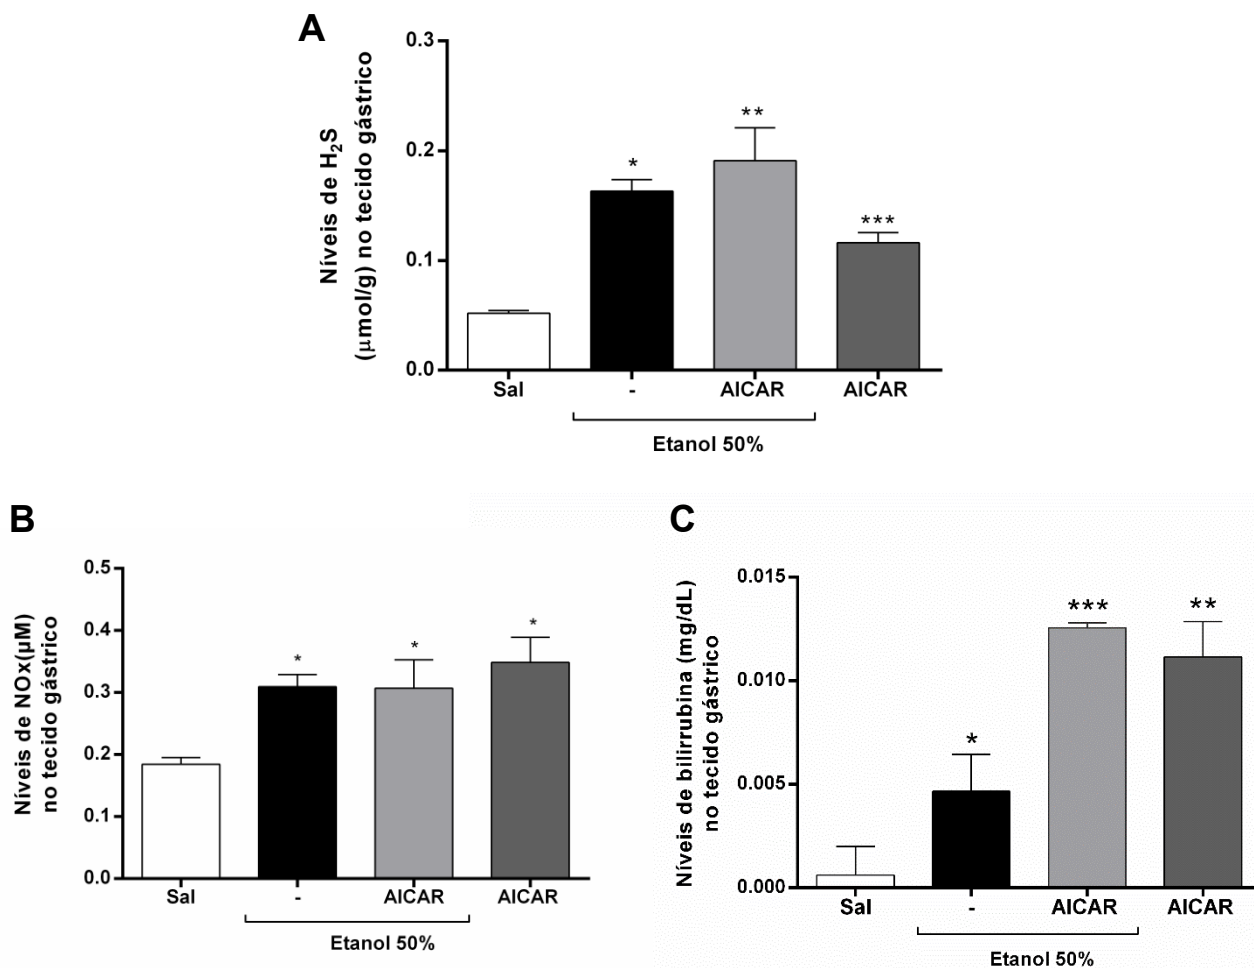 A
Níveis de H2S
(μmol/g) no tecido gástrico
0.3
0.2
0.1
0.0
*
**
***
Sal
-
AICAR
AICAR
Etanol 50%
B
Níveis de NOx(μM)
no tecido gástrico
0.5
0.4
0.3
0.2
0.1
0.0
*
*
*
Sal
-
AICAR
AICAR
Etanol 50%
C
Níveis de bilirrubina (mg/dL)
no tecido gástrico
0.015
0.010
0.005
0.000
*
***
**
Sal
-
AICAR
AICAR
Etanol 50%